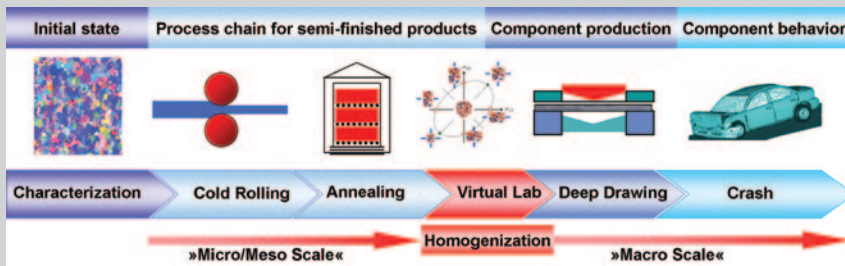 Initial state
Process chain for semi-finished products
Component production
Component behavior
Characterization
Cold Rolling
Annealing
Virtual Lab
Deep Drawing
Crash
»Micro/Meso Scale«
Homogenization
»Macro Scale«